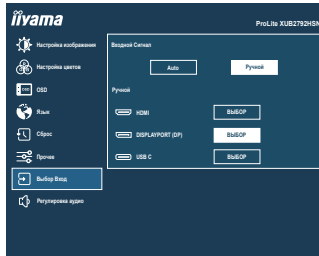 iiyama
ProLite XUB2792HSN
Настройка изображения
Входной Сигнал
Настройка цветов
Auto
Ручной
OSD
OSD
Ручной
Язык
HDMI
ВЫБОР
Сброс
DISPLAYPORT (DP)
ВЫБОР
Прочее
USB C
ВЫБОР
Выбор Вход
Регулировка аудио